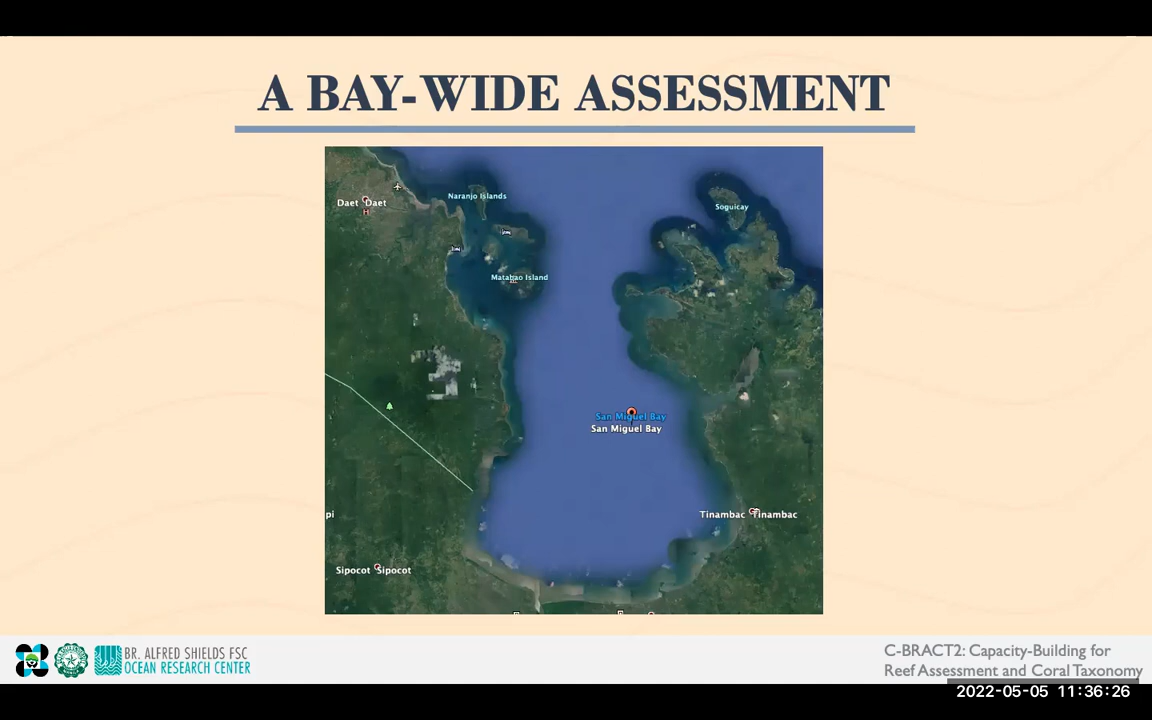 A BAY-WIDE ASSESSMENT
Naranjo Islands
Daet Daet
H
Soguicay
Matabao Island
San Miguel Bay
San Miguel Bay
Tinambac Tinambac
pi
Sipocot Sipocot
BR. ALFRED SHIELDS FSC
OCEAN RESEARCH CENTER
C-BRACT2: Capacity-Building for
Reef Assessment and Coral Taxonomy
2022-05-05 11:36:26